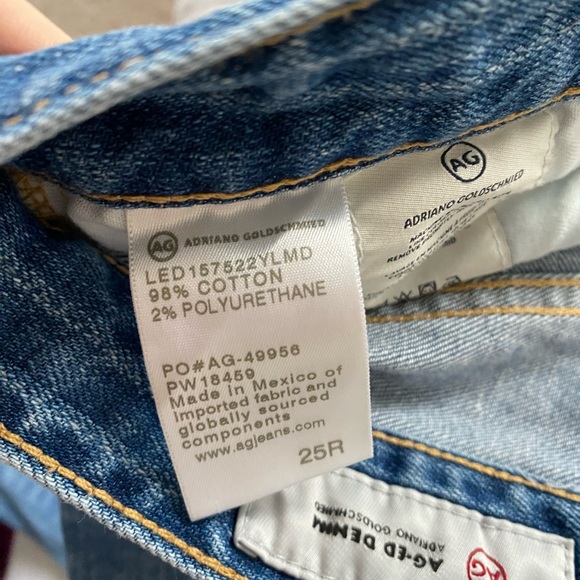 AG ADRIANO GOLDSCHMIED
LED157522YLMD
98% COTTON
2% POLYURETHANE
PO#AG-49956
PW18459
Made in Mexico of
imported fabric and
globally sourced
components
www.agjeans.com
25R
AG
ADRIANO GOLDSCHMIED
AG-ED DENIM
ADRIANO GOLDSCHMIED
AG